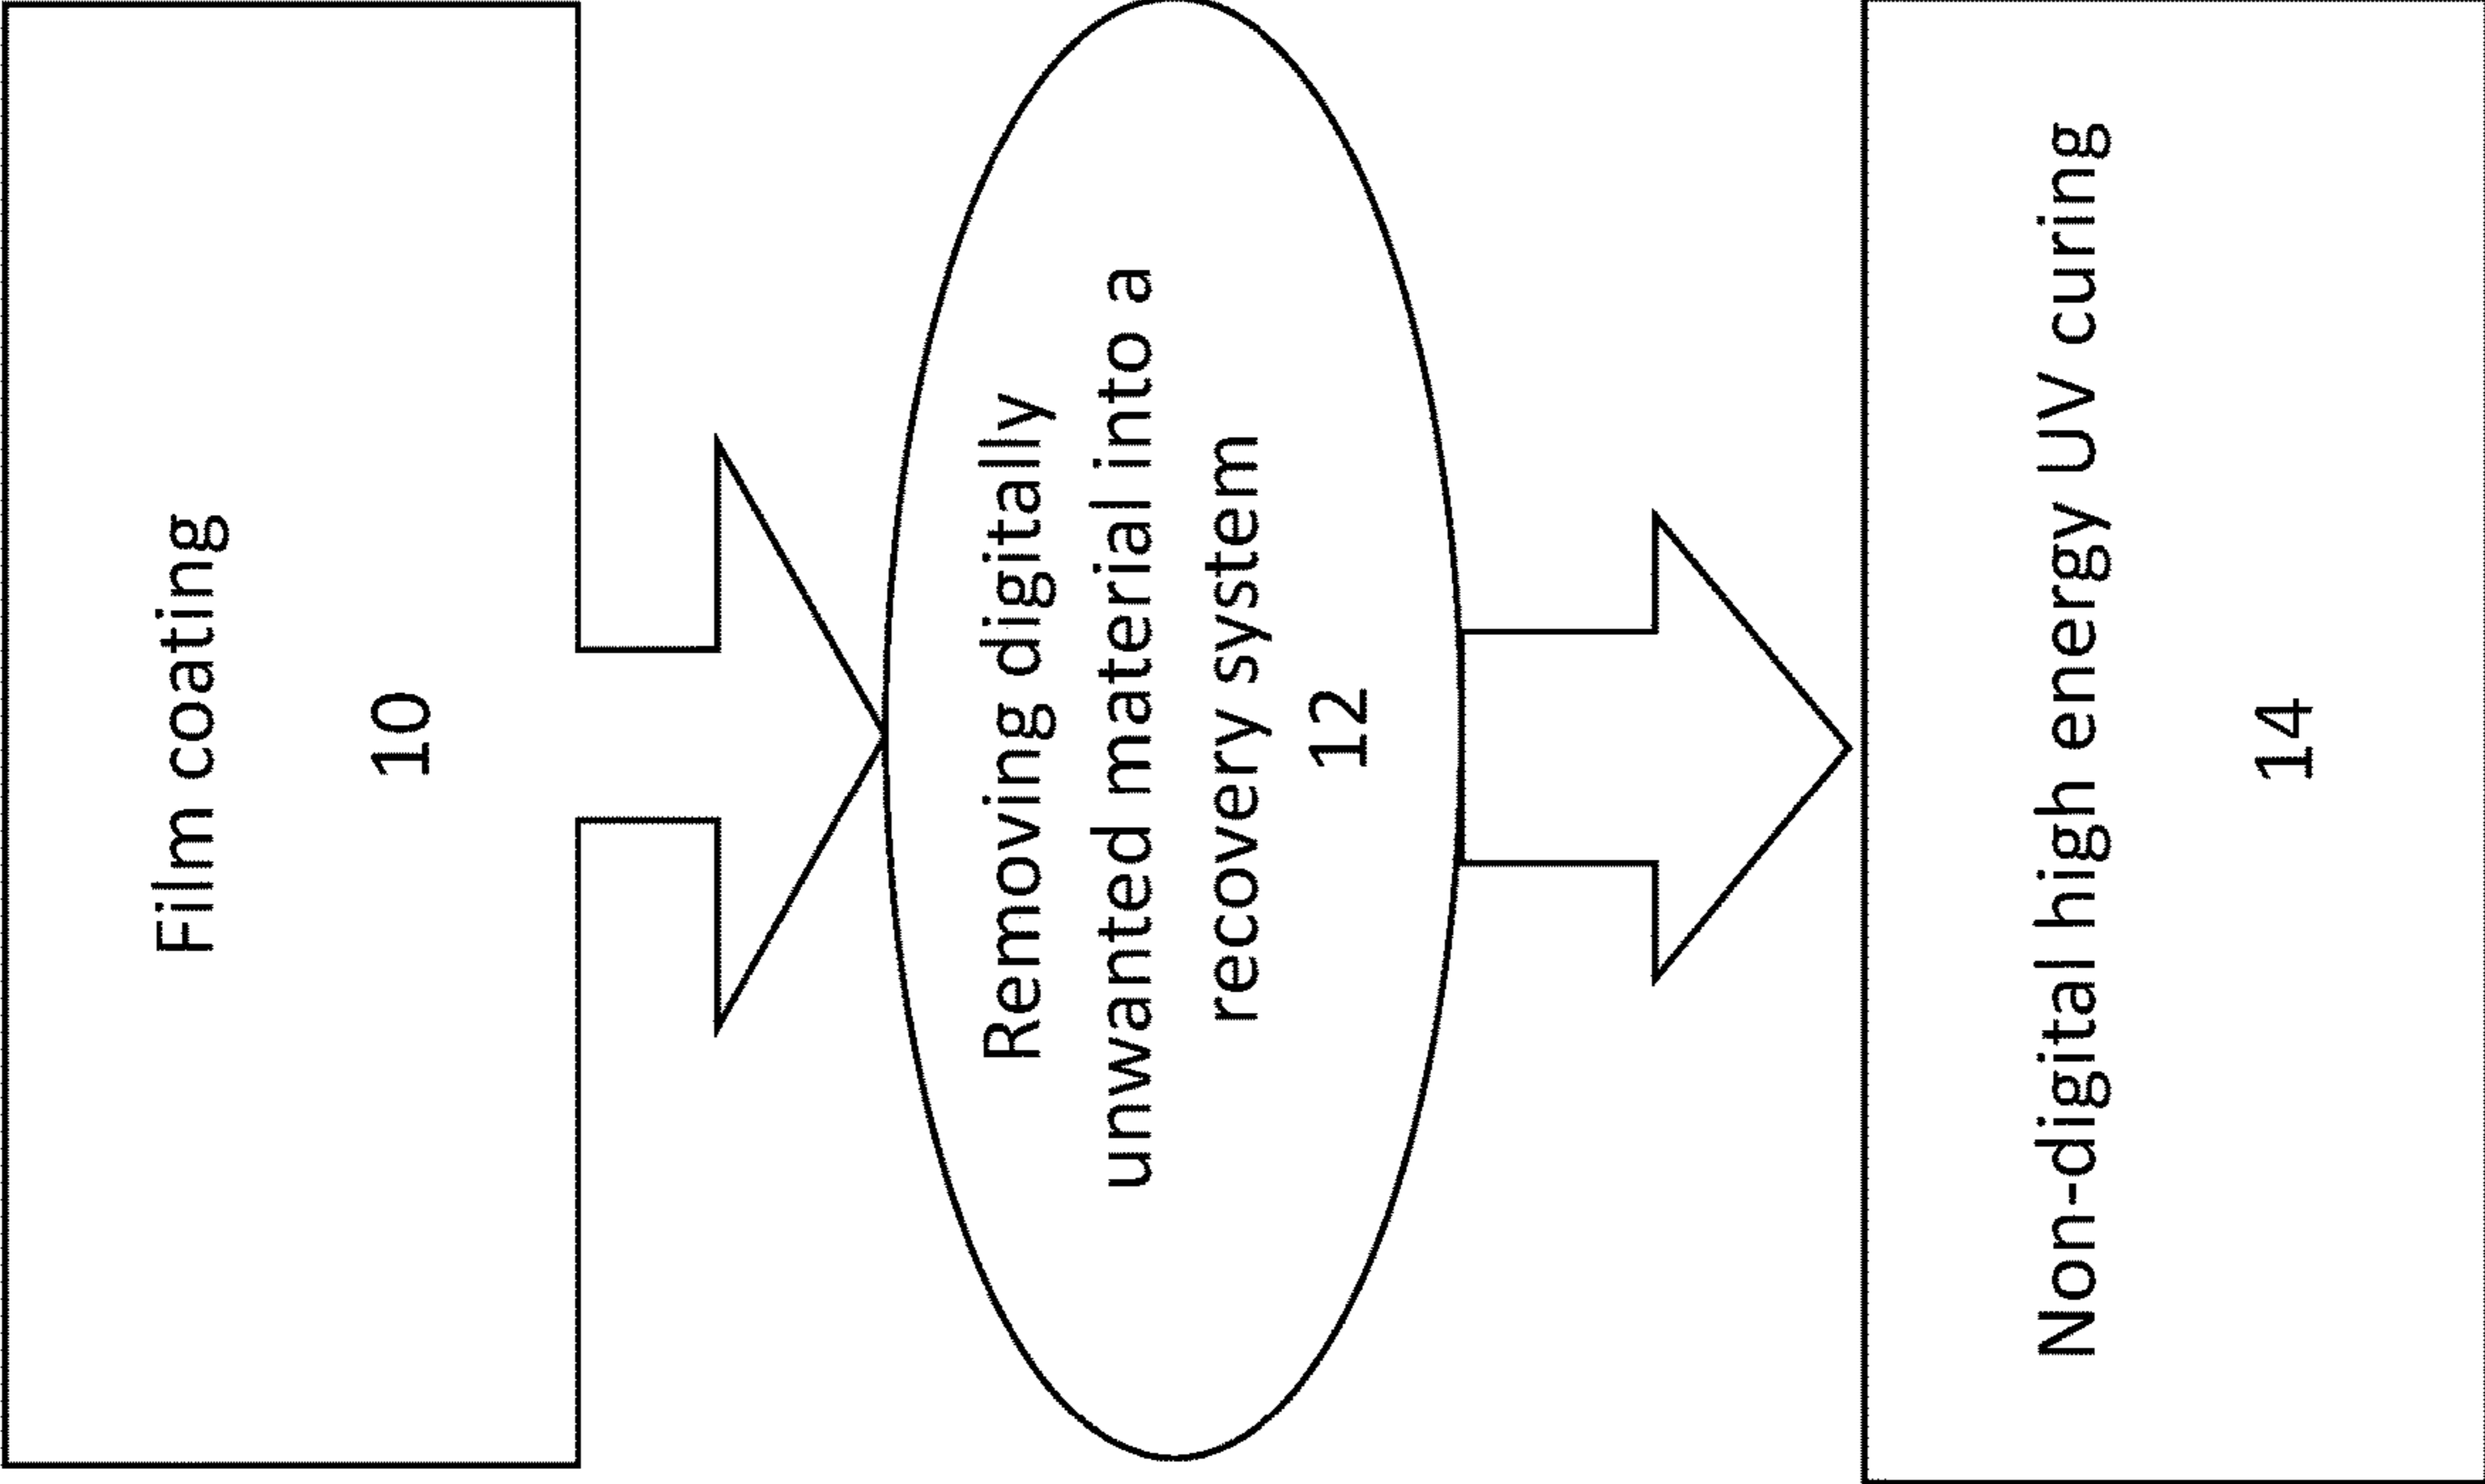 Film coating
10
Removing digitally
unwanted material into a
recovery system
12
Non-digital high energy UV curing
14